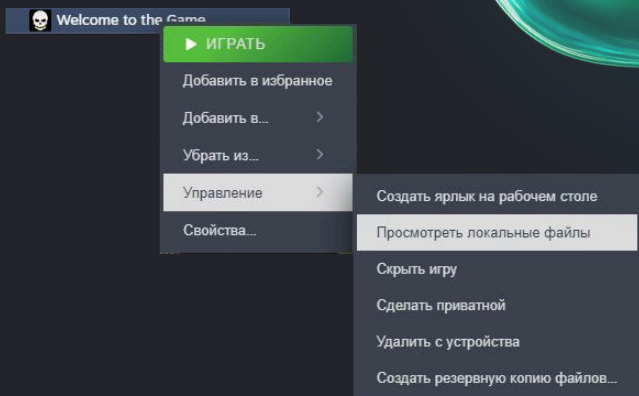 Welcome to the Game
ИГРАТЬ
Добавить в избранное
Добавить в...
Убрать из...
Управление
Свойства...
Создать ярлык на рабочем столе
Просмотреть локальные файлы
Скрыть игру
Сделать приватной
Удалить с устройства
Создать резервную копию файлов...